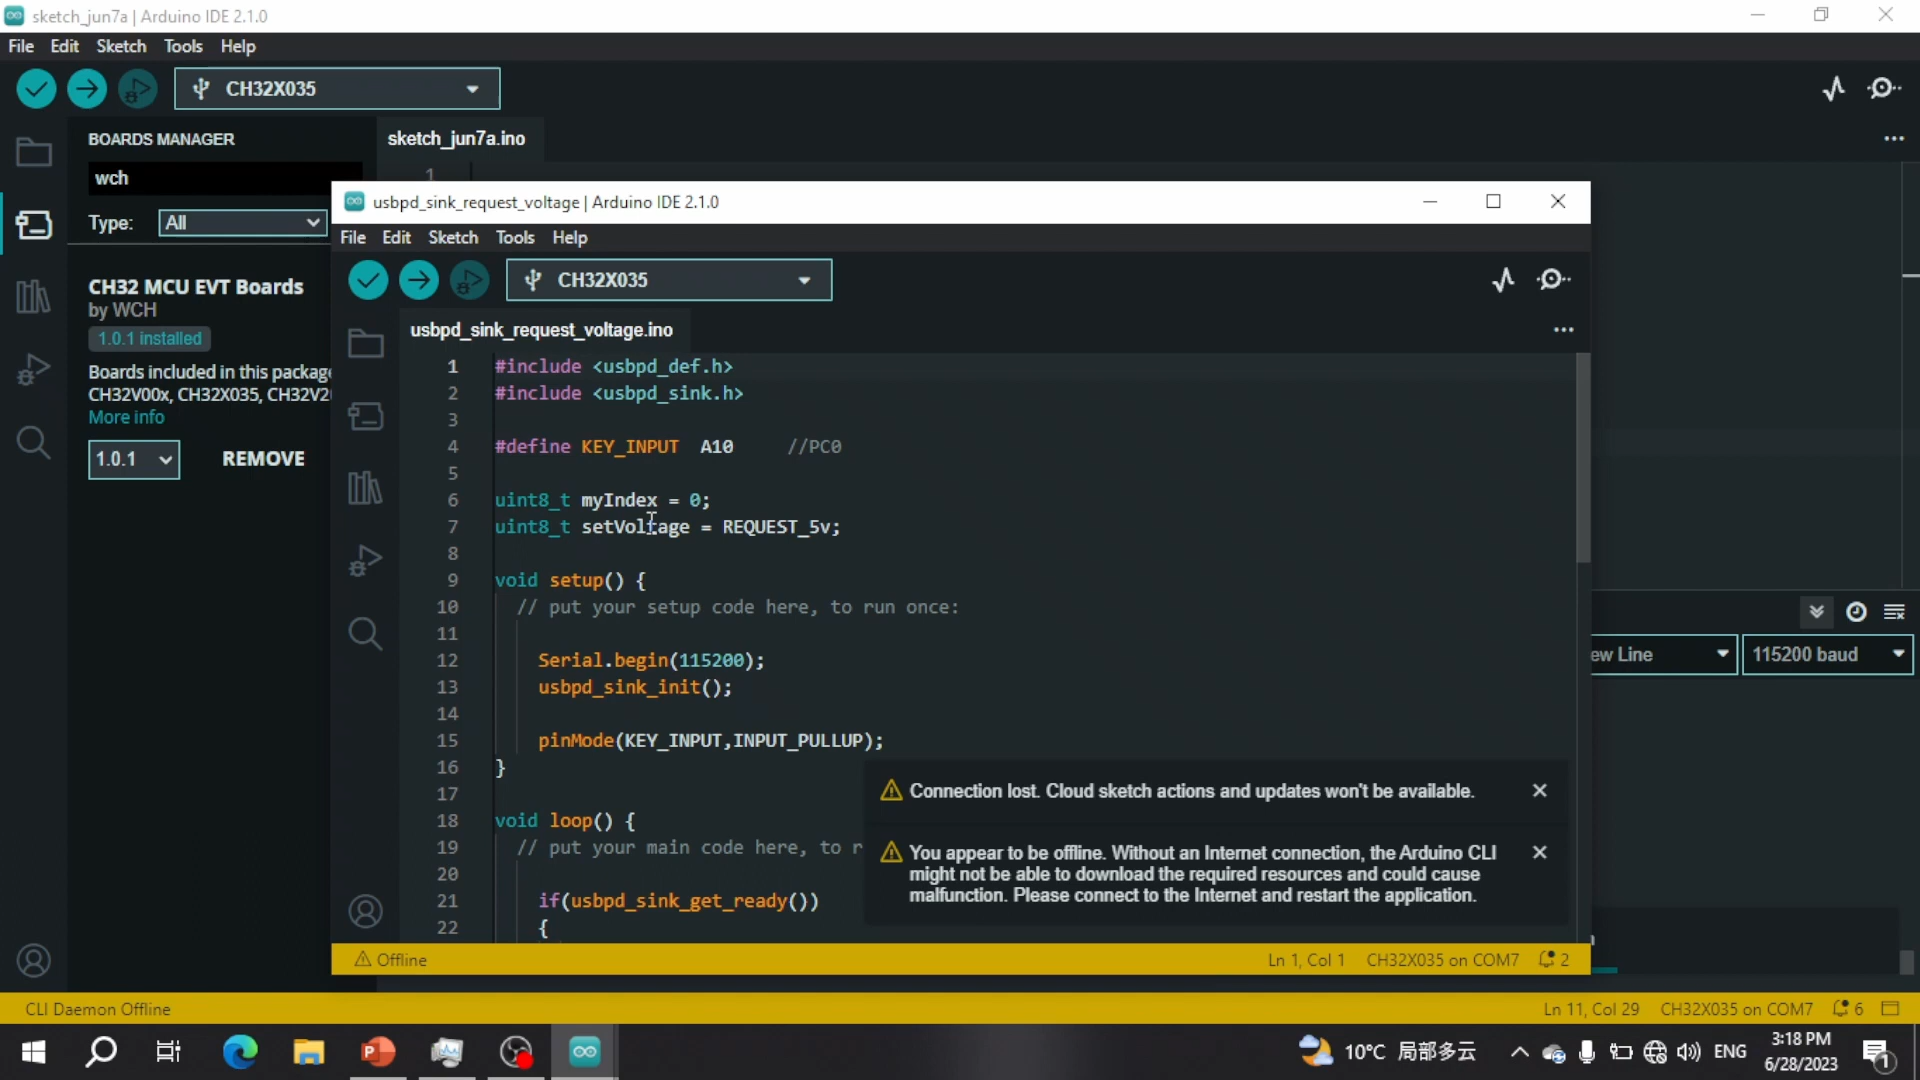 sketch_jun7a | Arduino IDE 2.1.0
File Edit Sketch Tools Help
CH32X035
BOARDS MANAGER
sketch_jun7a.ino
wch
1
Type: All
CH32 MCU EVT Boards
by WCH
1.0.1 installed
Boards included in this package
CH32V00x, CH32X035, CH32V2
More info
1.0.1 REMOVE
usbpd_sink_request_voltage | Arduino IDE 2.1.0
File Edit Sketch Tools Help
CH32X035
usbpd_sink_request_voltage.ino
1 #include <usbpd_def.h>
2 #include <usbpd_sink.h>
3
4 #define KEY_INPUT A10 //PC0
5
6 uint8_t myIndex = 0;
7 uint8_t setVoltage = REQUEST_5v;
8
9 void setup() {
10 // put your setup code here, to run once:
11
12 Serial.begin(115200);
13 usbpd_sink_init();
14
15 pinMode(KEY_INPUT,INPUT_PULLUP);
16 }
17
18 void loop() {
19 // put your main code here, to r
20
21 if(usbpd_sink_get_ready())
22 {
Connection lost. Cloud sketch actions and updates won't be available.
You appear to be offline. Without an Internet connection, the Arduino CLI
might not be able to download the required resources and could cause
malfunction. Please connect to the Internet and restart the application.
Offline
Ln 1, Col 1 CH32X035 on COM7 2
ew Line 115200 baud
CLI Daemon Offline
Ln 11, Col 29 CH32X035 on COM7 6
10°C 局部多云 ENG
3:18 PM
6/28/2023
1